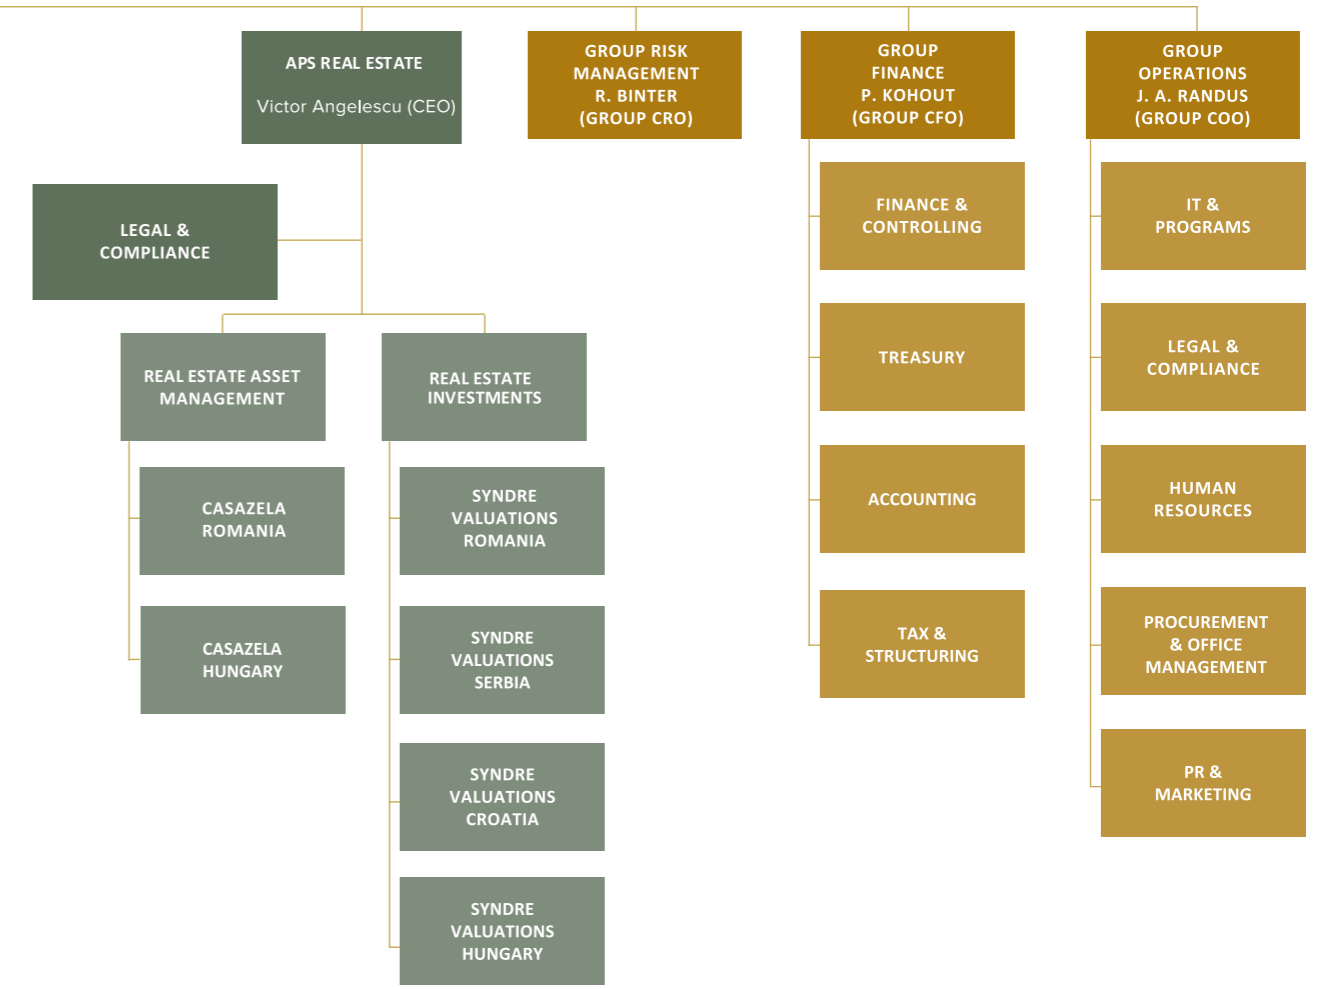 APS REAL ESTATE
Victor Angelescu (CEO)
GROUP RISK
MANAGEMENT
R. BINTER
(GROUP CRO)
GROUP
FINANCE
P. KOHOUT
(GROUP CFO)
GROUP
OPERATIONS
J. A. RANDUS
(GROUP COO)
LEGAL &
COMPLIANCE
REAL ESTATE ASSET
MANAGEMENT
CASAZELA
ROMANIA
CASAZELA
HUNGARY
REAL ESTATE
INVESTMENTS
SYNDRE
VALUATIONS
ROMANIA
SYNDRE
VALUATIONS
SERBIA
SYNDRE
VALUATIONS
CROATIA
SYNDRE
VALUATIONS
HUNGARY
FINANCE &
CONTROLLING
TREASURY
ACCOUNTING
TAX &
STRUCTURING
IT &
PROGRAMS
LEGAL &
COMPLIANCE
HUMAN
RESOURCES
PROCUREMENT
& OFFICE
MANAGEMENT
PR &
MARKETING